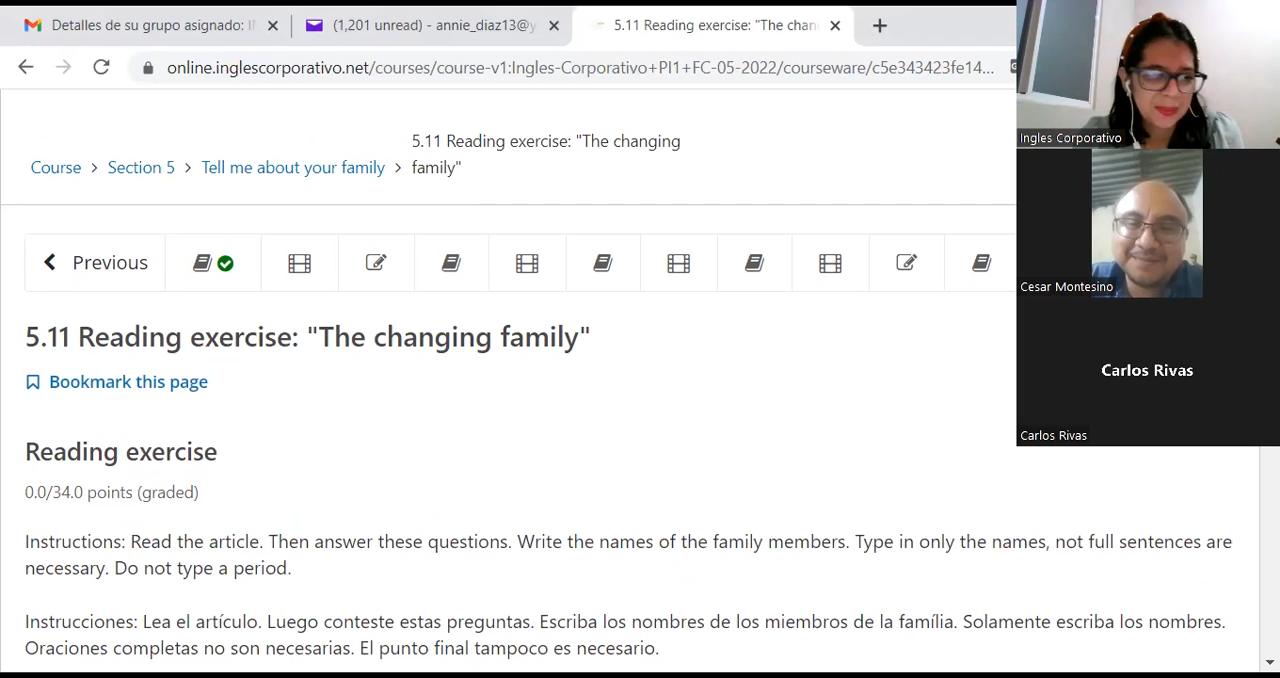 Detalles de su grupo asignado: I
(1,201 unread) - annie_diaz13@y
5.11 Reading exercise: "The chan
online.inglescorporativo.net/courses/course-v1:Ingles-Corporativo+PI1+FC-05-2022/courseware/c5e343423fe14...
Ingles Corporativo
Cesar Montesino
Carlos Rivas
Carlos Rivas
Course > Section 5 > Tell me about your family > 5.11 Reading exercise: "The changing
family"
Previous
5.11 Reading exercise: "The changing family"
Bookmark this page
Reading exercise
0.0/34.0 points (graded)
Instructions: Read the article. Then answer these questions. Write the names of the family members. Type in only the names, not full sentences are
necessary. Do not type a period.
Instrucciones: Lea el artículo. Luego conteste estas preguntas. Escriba los nombres de los miembros de la família. Solamente escriba los nombres.
Oraciones completas no son necesarias. El punto final tampoco es necesario.